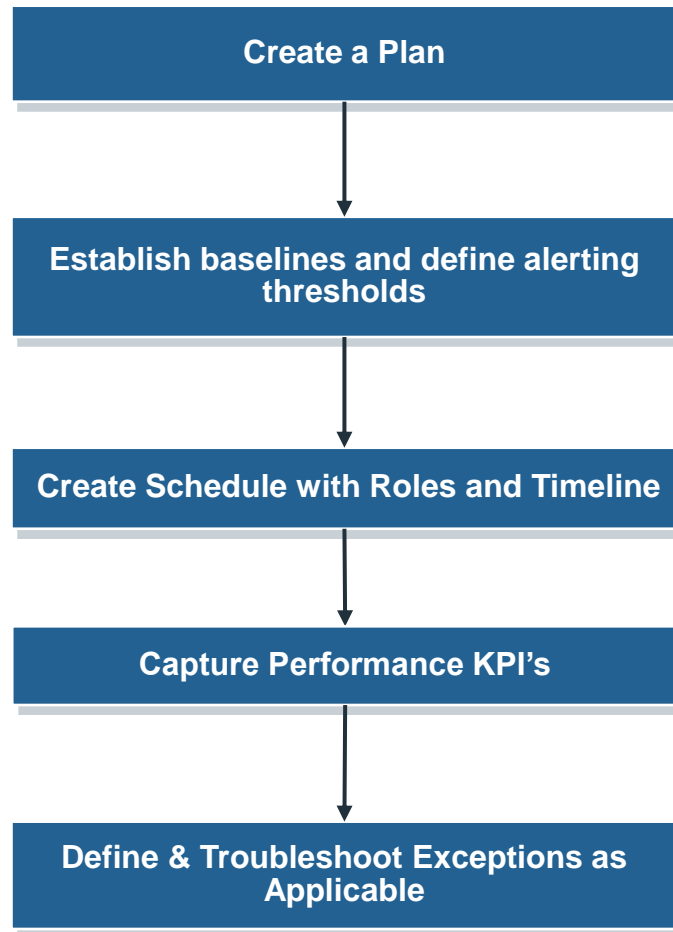 Create a Plan
Establish baselines and define alerting
thresholds
Create Schedule with Roles and Timeline
Capture Performance KPI’s
Define & Troubleshoot Exceptions as
Applicable